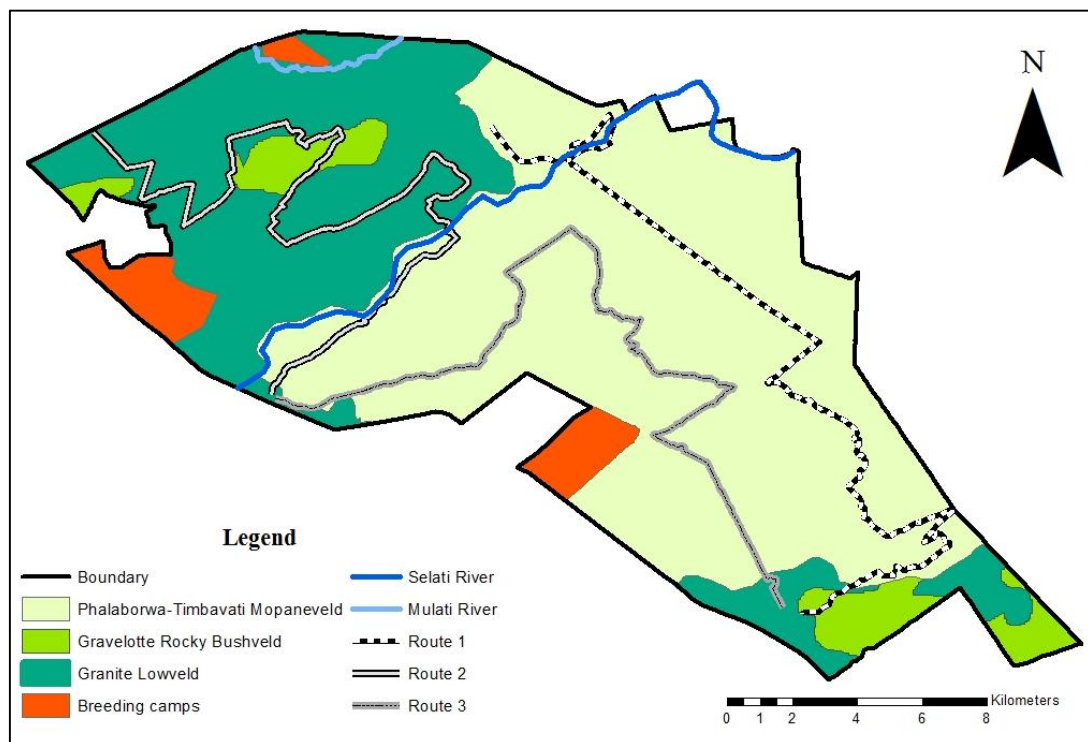 N
Legend
Boundary
Phalaborwa-Timbavati Mopaneveld
Gravelotte Rocky Bushveld
Granite Lowveld
Breeding camps
Selati River
Mulati River
Route 1
Route 2
Route 3
Kilometers
0 1 2 4 6 8